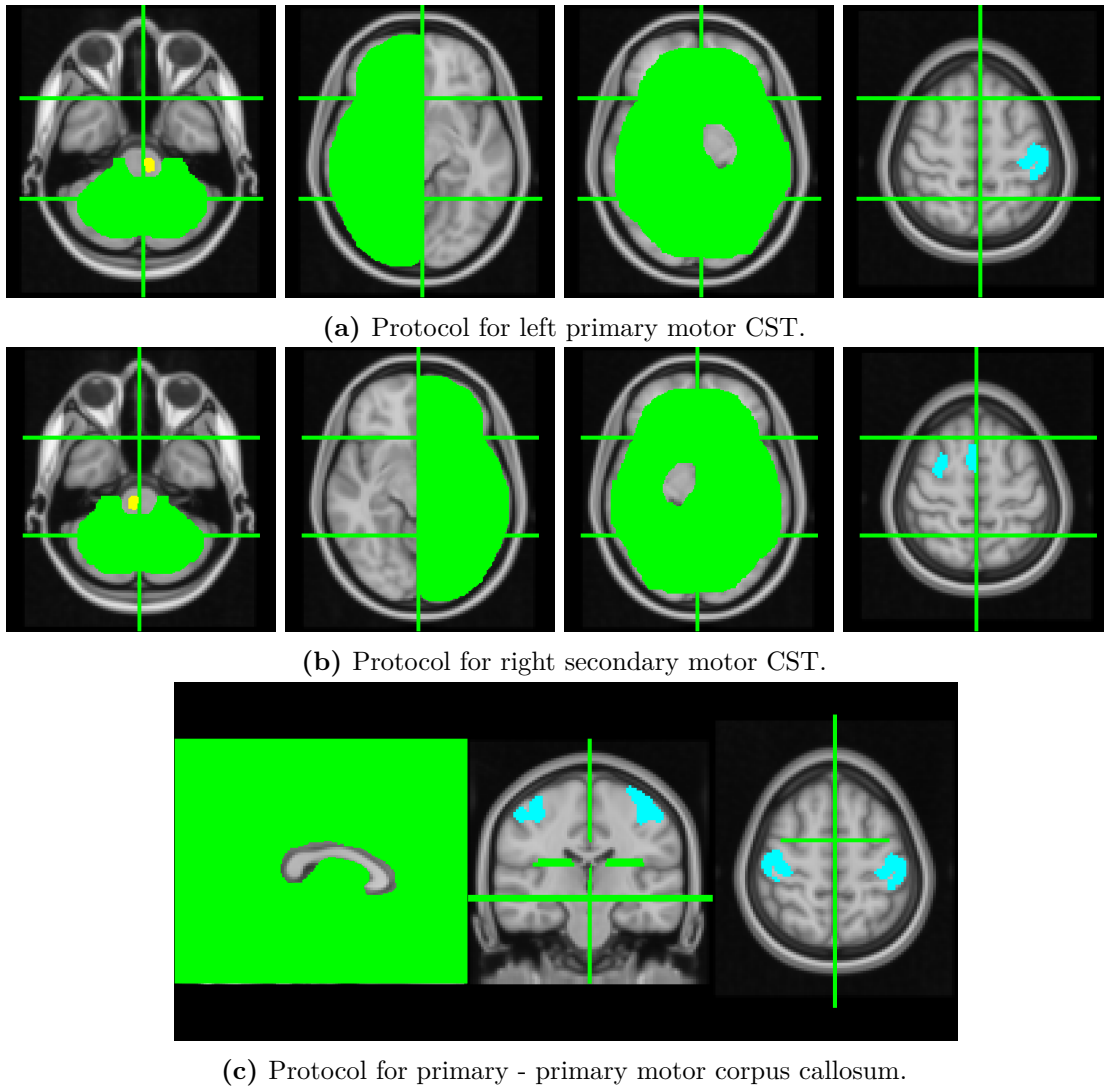 (a) Protocol for left primary motor CST.
(b) Protocol for right secondary motor CST.
(c) Protocol for primary - primary motor corpus callosum.